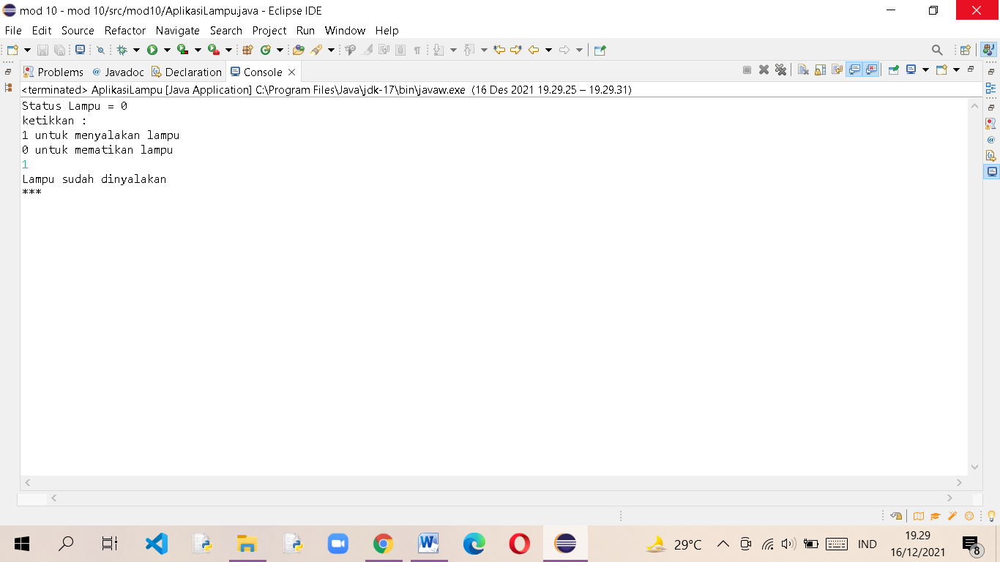 mod 10 - mod 10/src/mod10/AplikasiLampu.java - Eclipse IDE
File Edit Source Refactor Navigate Search Project Run Window Help
Problems @ Javadoc Declaration Console
<terminated> AplikasiLampu [Java Application] C:\Program Files\Java\jdk-17\bin\javaw.exe (16 Des 2021 19.29.25 – 19.29.31)
Status Lampu = 0
ketikkan :
1 untuk menyalakan lampu
0 untuk mematikan lampu
1
Lampu sudah dinyalakan
***
29°C IND 19.29
16/12/2021
8